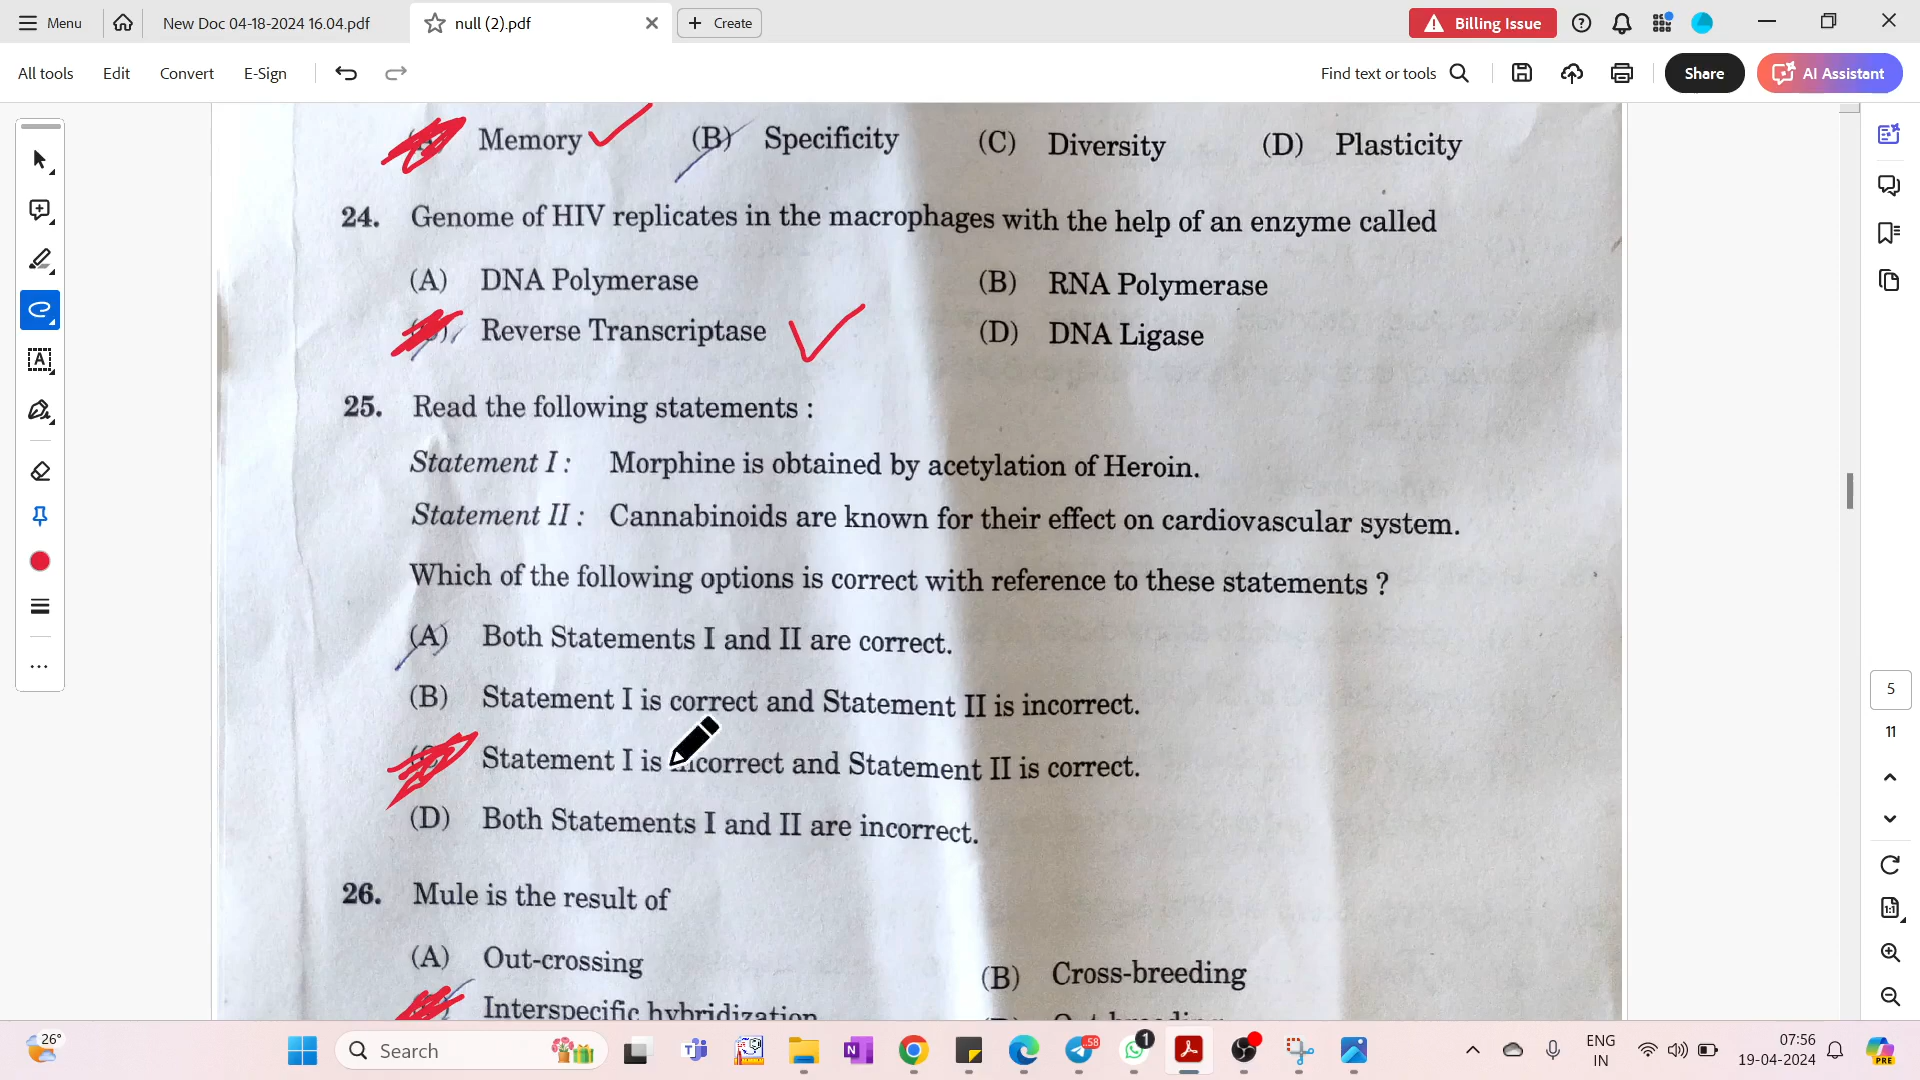 Menu
New Doc 04-18-2024 16.04.pdf
null (2).pdf
Create
Billing Issue
All tools
Edit
Convert
E-Sign
Find text or tools
Share
AI Assistant
Memory (B) Specificity (C) Diversity (D) Plasticity
24. Genome of HIV replicates in the macrophages with the help of an enzyme called
(A) DNA Polymerase (B) RNA Polymerase
Reverse Transcriptase (D) DNA Ligase
25. Read the following statements :
Statement I : Morphine is obtained by acetylation of Heroin.
Statement II : Cannabinoids are known for their effect on cardiovascular system.
Which of the following options is correct with reference to these statements ?
(A) Both Statements I and II are correct.
(B) Statement I is correct and Statement II is incorrect.
Statement I is incorrect and Statement II is correct.
(D) Both Statements I and II are incorrect.
26. Mule is the result of
(A) Out-crossing (B) Cross-breeding
Interspecific hybridization
5
11
26°
Search
.58
1
ENG
IN
07:56
19-04-2024
PRE